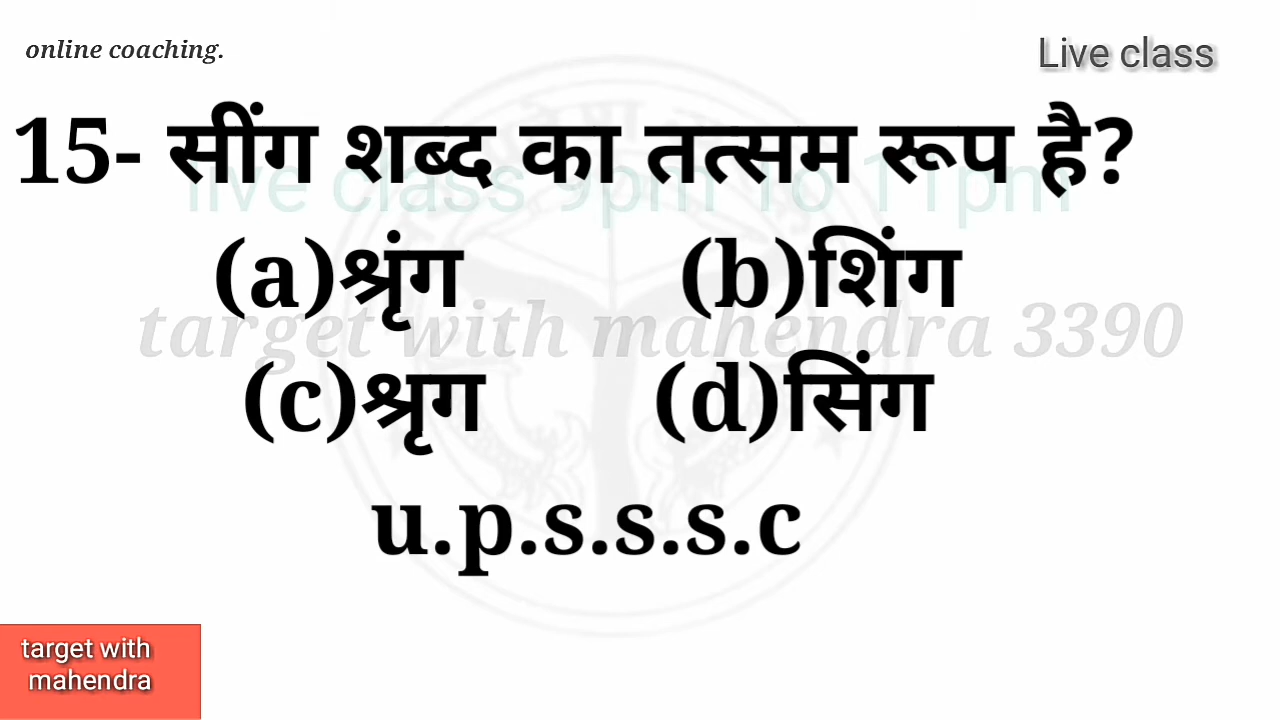 online coaching.
Live class
15- सींग शब्द का तत्सम रूप है?
live class 9pm To 11pm
(a)श्रृंग (b)शिंग
target with mahendra 3390
(c)श्रृग (d)सिंग
u.p.s.s.s.c
target with
mahendra